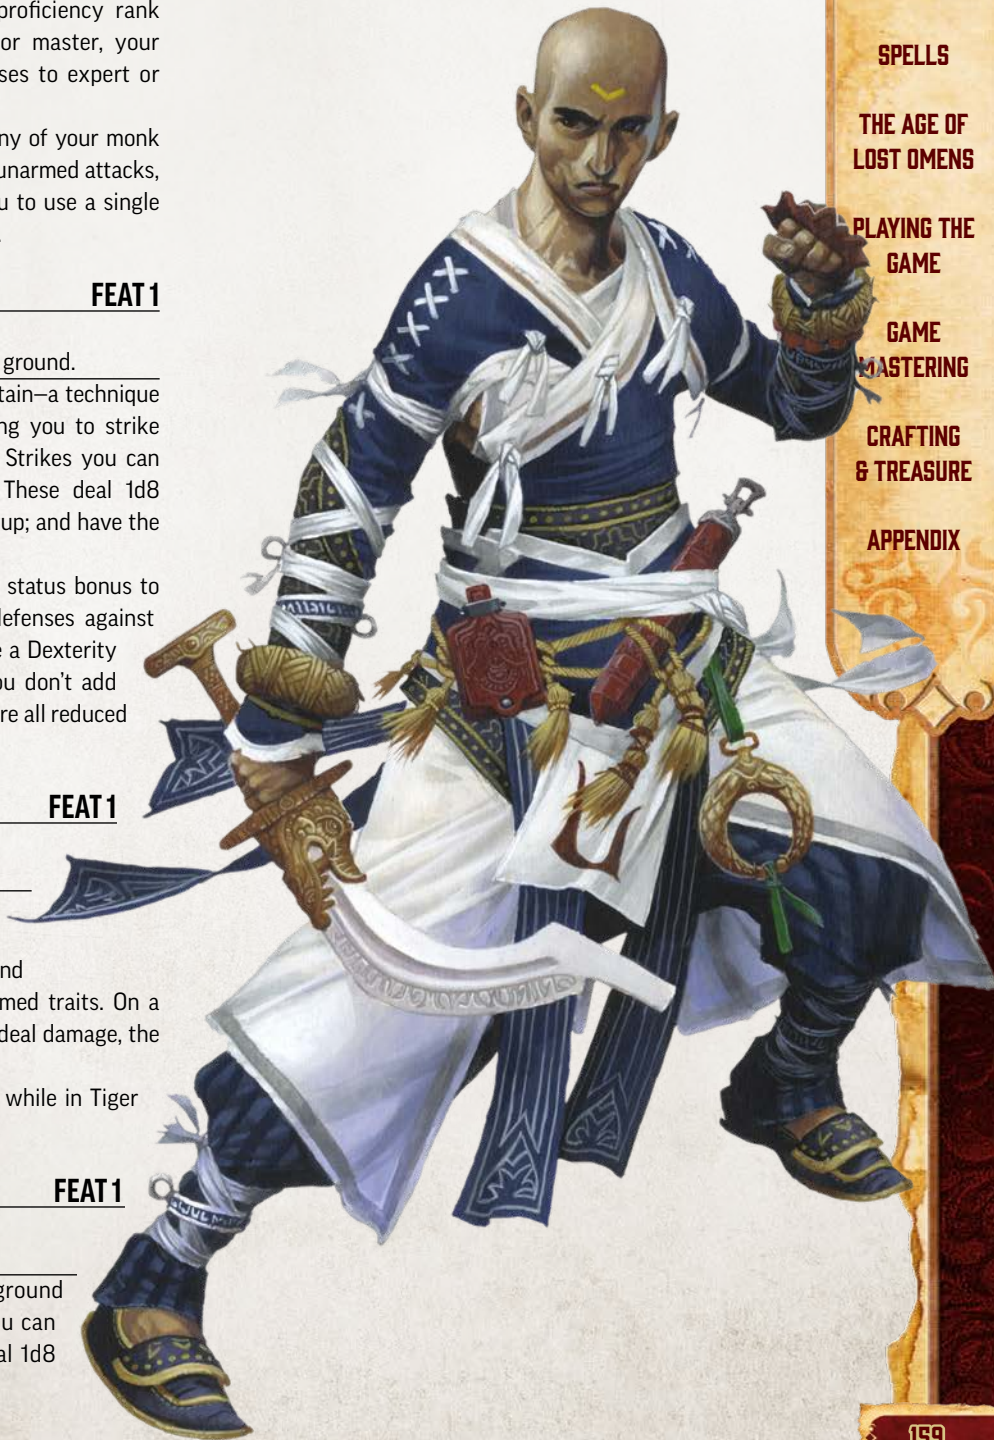 proficiency rank
or master, your
ses to expert or
ny of your monk
unarmed attacks,
u to use a single
FEAT 1
ground.
tain—a technique
ng you to strike
Strikes you can
These deal 1d8
up; and have the
status bonus to
defenses against
e a Dexterity
ou don't add
re all reduced
FEAT 1
nd
med traits. On a
deal damage, the
while in Tiger
FEAT 1
ground
u can
al 1d8
SPELLS
THE AGE OF
LOST OMENS
PLAYING THE
GAME
GAME
MASTERING
CRAFTING
& TREASURE
APPENDIX
159